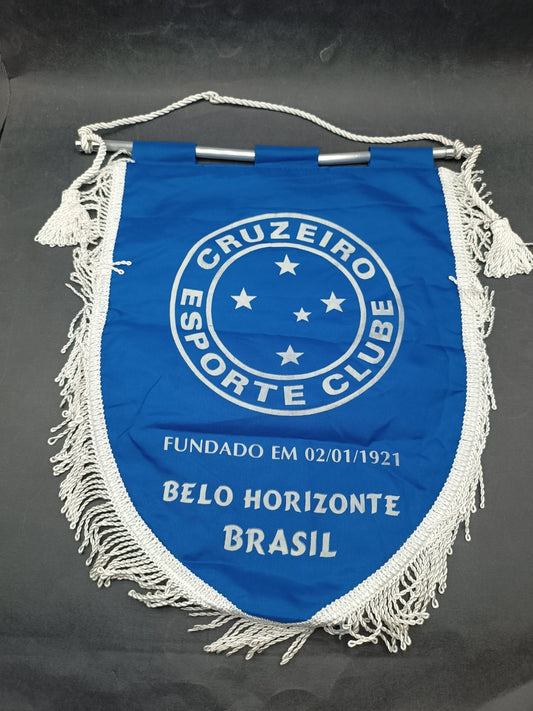 CRUZEIRO
ESPORTE CLUBE
FUNDADO EM 02/01/1921
BELO HORIZONTE
BRASIL